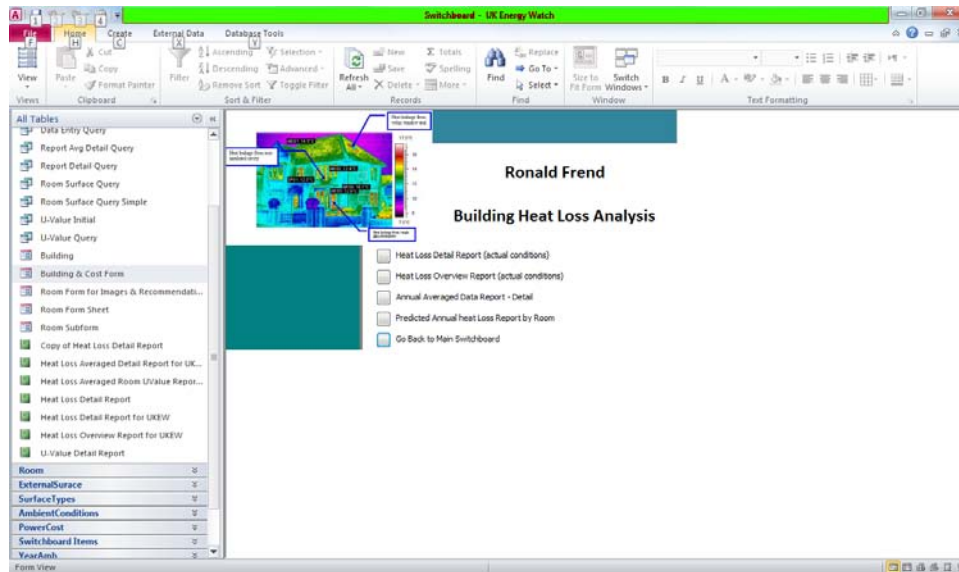 Switchboard - UK Energy Watch
A 1 2 3 4
File Home Create External Data Database Tools
F H C X Y
View
Paste
Cut
Copy
Format Painter
Filter
Ascending
Descending
Remove Sort
Selection
Advanced
Toggle Filter
Refresh All
New
Save
Delete
Totals
Spelling
More
Find
Replace
Go To
Select
Size to Fit Form
Switch Windows
B I U A
Views Clipboard Sort & Filter Records Find Window Text Formatting
All Tables
Data Entry Query
Report Avg Detail Query
Report Detail Query
Room Surface Query
Room Surface Query Simple
U-Value Initial
U-Value Query
Building
Building & Cost Form
Room Form for Images & Recommendati...
Room Form Sheet
Room Subform
Copy of Heat Loss Detail Report
Heat Loss Averaged Detail Report for UK...
Heat Loss Averaged Room UValue Repor...
Heat Loss Detail Report
Heat Loss Detail Report for UKEW
Heat Loss Overview Report for UKEW
U-Value Detail Report
Room
ExternalSurace
SurfaceTypes
AmbientConditions
PowerCost
Switchboard Items
YearAmb
Ronald Frend
Building Heat Loss Analysis
Heat Loss Detail Report (actual conditions)
Heat Loss Overview Report (actual conditions)
Annual Averaged Data Report - Detail
Predicted Annual heat Loss Report by Room
Go Back to Main Switchboard
Form View